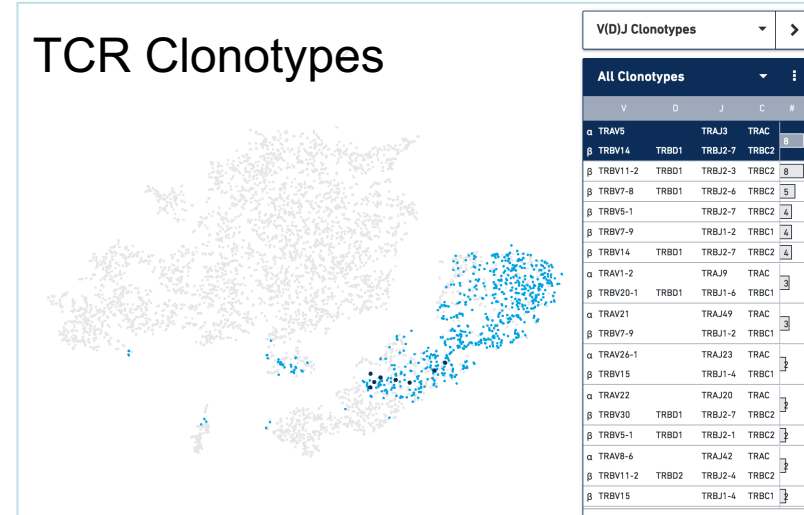 TCR Clonotypes
V(D)J Clonotypes
All Clonotypes
V D J C #
α TRAV5 TRAJ3 TRAC
8
β TRBV14 TRBD1 TRBJ2-7 TRBC2
β TRBV11-2 TRBD1 TRBJ2-3 TRBC2 8
β TRBV7-8 TRBD1 TRBJ2-6 TRBC2 5
β TRBV5-1 TRBJ2-7 TRBC2 4
β TRBV7-9 TRBJ1-2 TRBC1 4
β TRBV14 TRBD1 TRBJ2-7 TRBC2 4
α TRAV1-2 TRAJ9 TRAC
3
β TRBV20-1 TRBD1 TRBJ1-6 TRBC1
α TRAV21 TRAJ49 TRAC
3
β TRBV7-9 TRBJ1-2 TRBC1
α TRAV26-1 TRAJ23 TRAC
2
β TRBV15 TRBJ1-4 TRBC1
α TRAV22 TRAJ20 TRAC
2
β TRBV30 TRBD1 TRBJ2-7 TRBC2
β TRBV5-1 TRBD1 TRBJ2-1 TRBC2 2
α TRAV8-6 TRAJ42 TRAC
2
β TRBV11-2 TRBD2 TRBJ2-4 TRBC2
β TRBV15 TRBJ1-4 TRBC1 2